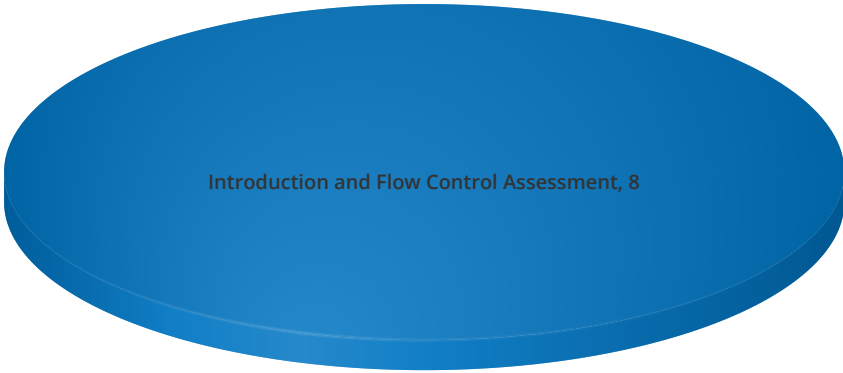 Introduction and Flow Control Assessment, 8